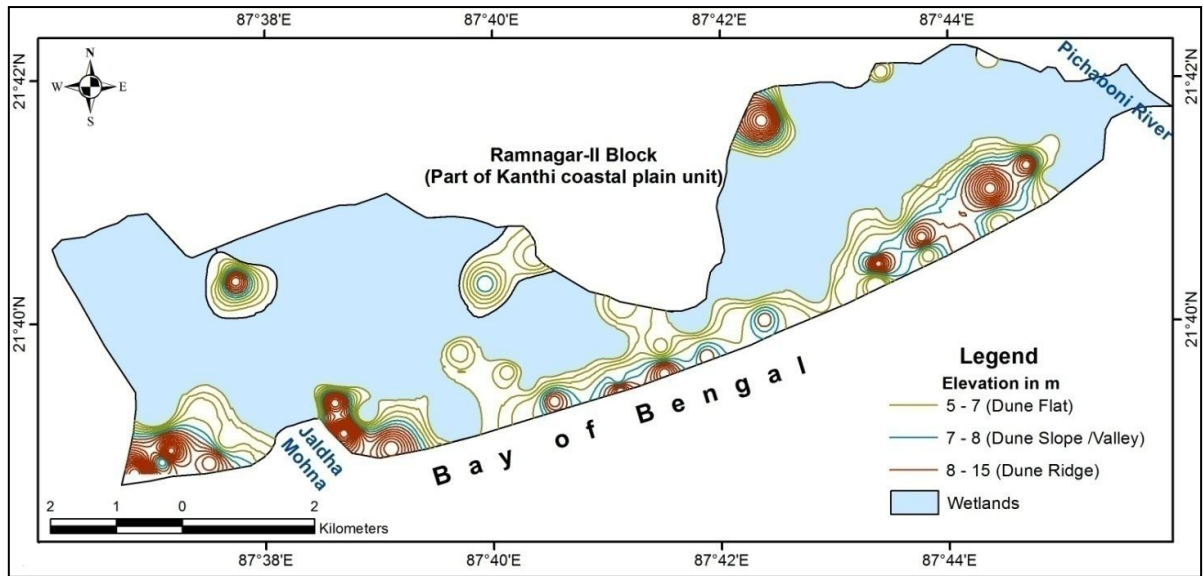 87°38'E 87°40'E 87°42'E 87°44'E
N
W E
S
21°42'N
21°42'N
Pichaboni River
Ramnagar-II Block
(Part of Kanthi coastal plain unit)
21°40'N
21°40'N
Bay of Bengal
Jaldha
Mohna
Legend
Elevation in m
5 - 7 (Dune Flat)
7 - 8 (Dune Slope /Valley)
8 - 15 (Dune Ridge)
Wetlands
2 1 0 2
Kilometers
87°38'E 87°40'E 87°42'E 87°44'E